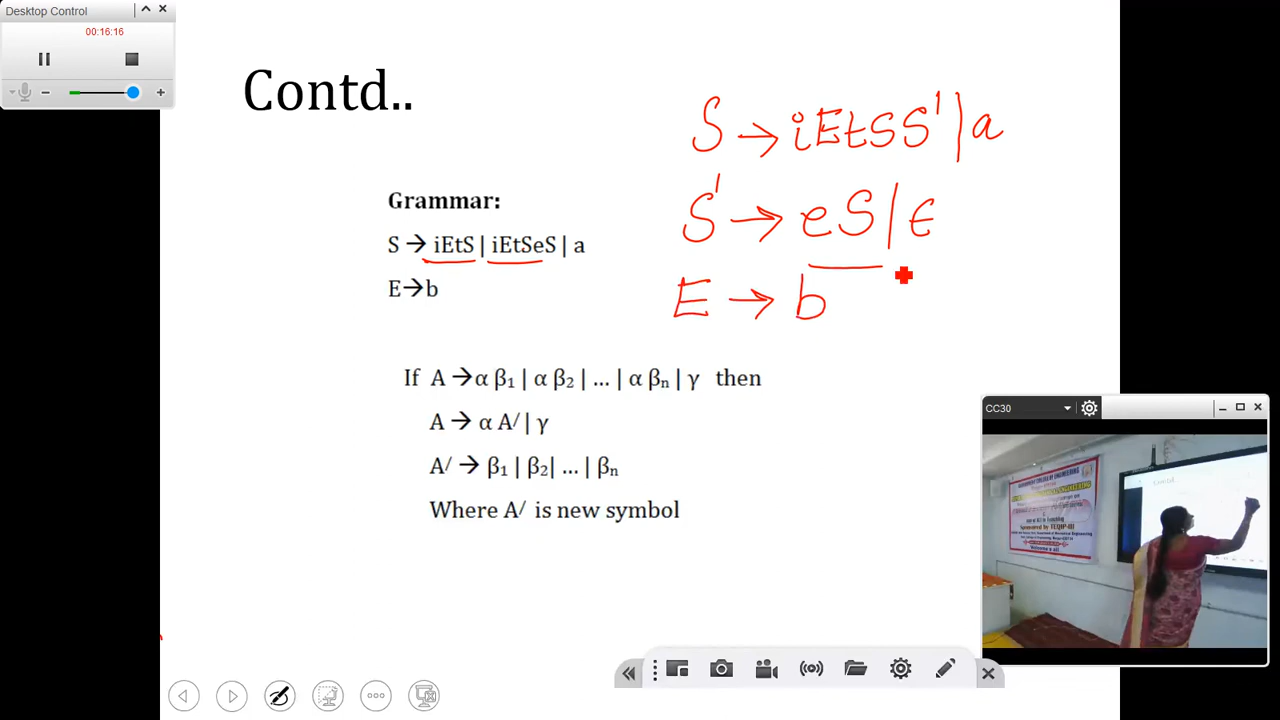 Desktop Control
00:16:16
Contd..
S → iEtSS' | a
S' → eS | ϵ
E → b
Grammar:
S → iEtS | iEtSeS | a
E→b
If A →α β₁ | α β₂ | ... | α βₙ | γ then
A → α A/ | γ
A/ → β₁ | β₂| ... | βₙ
Where A/ is new symbol
CC30
Contd